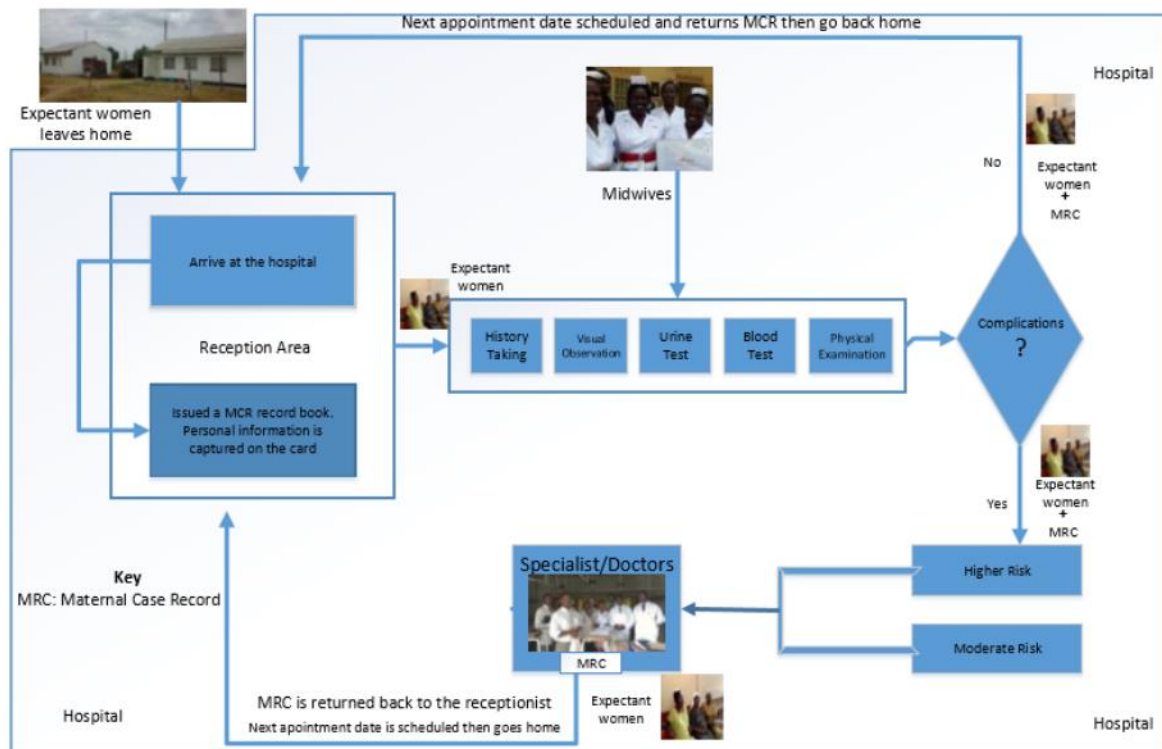 Next appointment date scheduled and returns MCR then go back home
Hospital
Expectant women
leaves home
Midwives
No
Expectant
women
+
MRC
Arrive at the hospital
Reception Area
Issued a MCR record book.
Personal information is
captured on the card
Expectant
women
History
Taking
Visual
Observation
Urine
Test
Blood
Test
Physical
Examination
Complications
?
Yes
Expectant
women
+
MRC
Key
MRC: Maternal Case Record
Specialist/Doctors
MRC
Higher Risk
Moderate Risk
MRC is returned back to the receptionist
Next apointment date is scheduled then goes home
Expectant
women
Hospital
Hospital